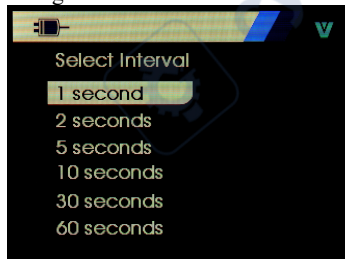 V
Select Interval
1 second
2 seconds
5 seconds
10 seconds
30 seconds
60 seconds